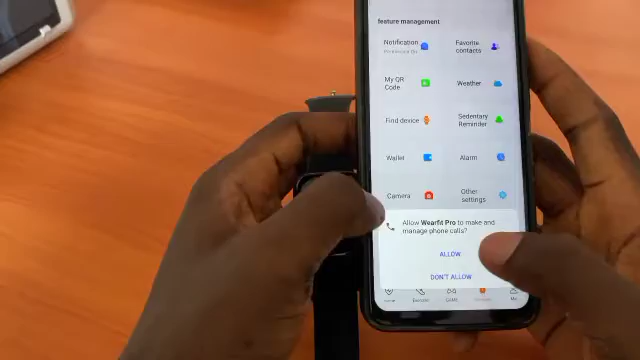 feature management
Notification
Favorite
contacts
My QR
Code
Weather
Find device
Sedentary
Reminder
Wallet
Alarm
Camera
Other
settings
Allow Wearfit Pro to make and
manage phone calls?
ALLOW
DON'T ALLOW